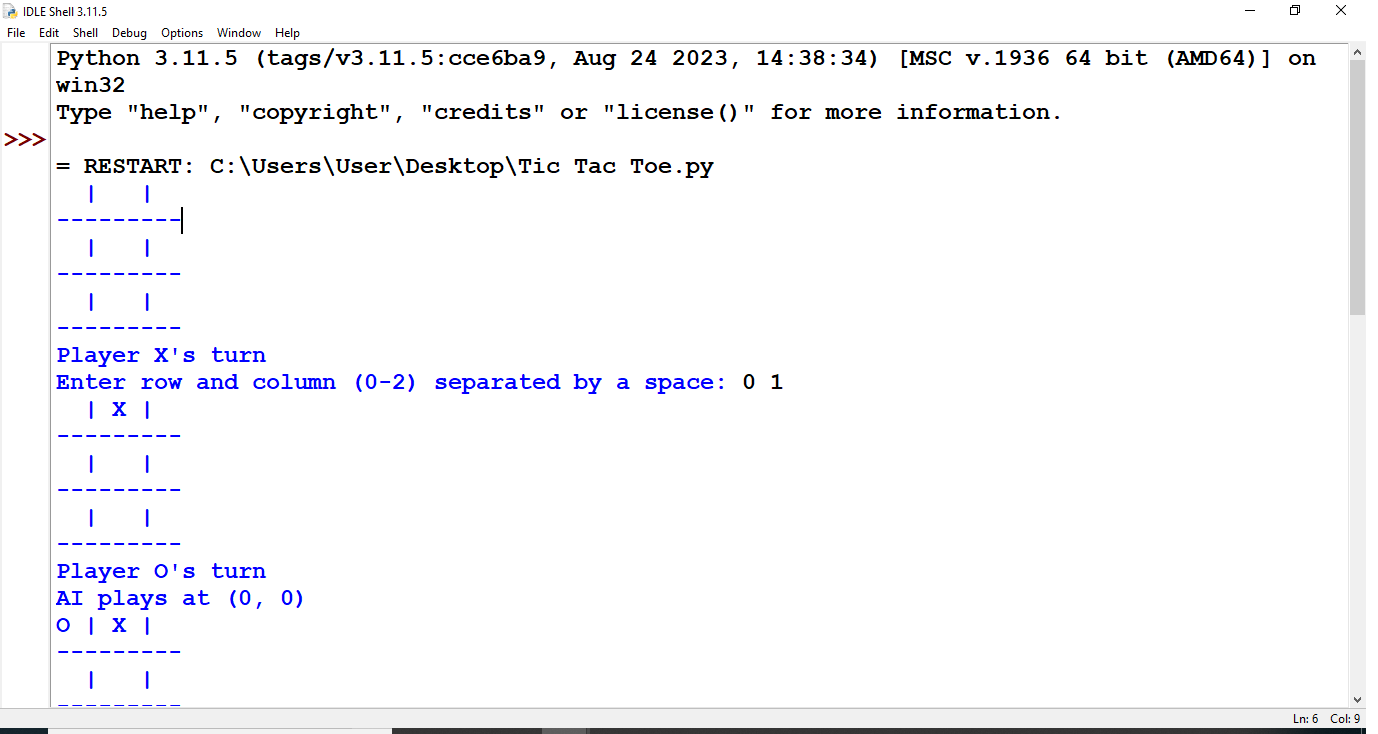 IDLE Shell 3.11.5
File Edit Shell Debug Options Window Help
Python 3.11.5 (tags/v3.11.5:cce6ba9, Aug 24 2023, 14:38:34) [MSC v.1936 64 bit (AMD64)] on
win32
Type "help", "copyright", "credits" or "license()" for more information.
>>>
= RESTART: C:\Users\User\Desktop\Tic Tac Toe.py
  |   |
---------
  |   |
---------
  |   |
---------
Player X's turn
Enter row and column (0-2) separated by a space: 0 1
  | X |
---------
  |   |
---------
  |   |
---------
Player O's turn
AI plays at (0, 0)
O | X |
---------
  |   |
---------
Ln: 6 Col: 9